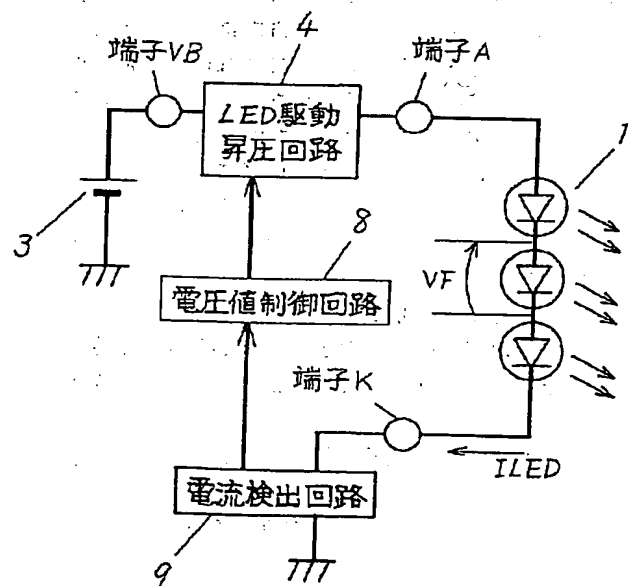 4
端子VB
端子A
LED駆動
昇圧回路
1
3
8
VF
電圧値制御回路
端子K
ILED
電流検出回路
9